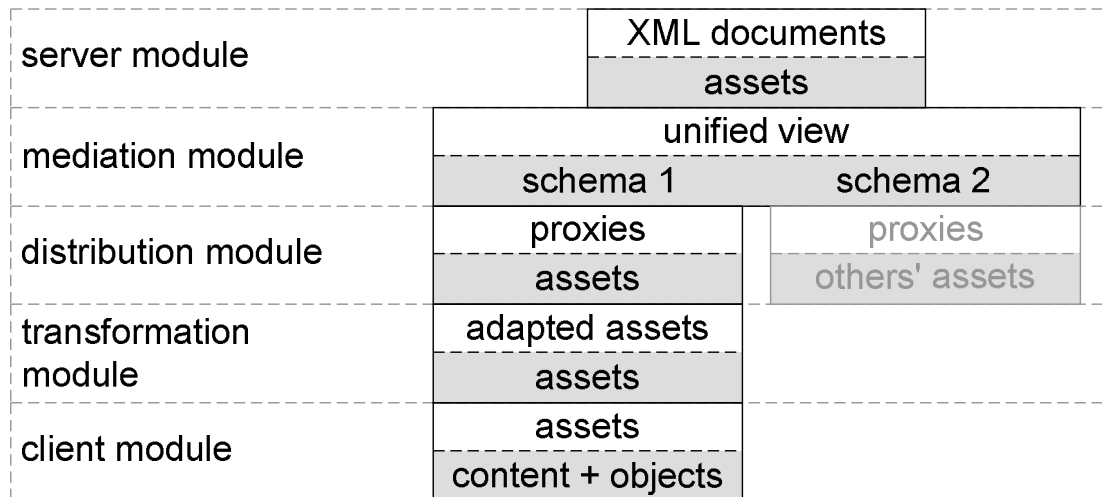 server module
XML documents
assets
mediation module
unified view
schema 1
schema 2
distribution module
proxies
proxies
assets
others' assets
transformation
module
adapted assets
assets
client module
assets
content + objects